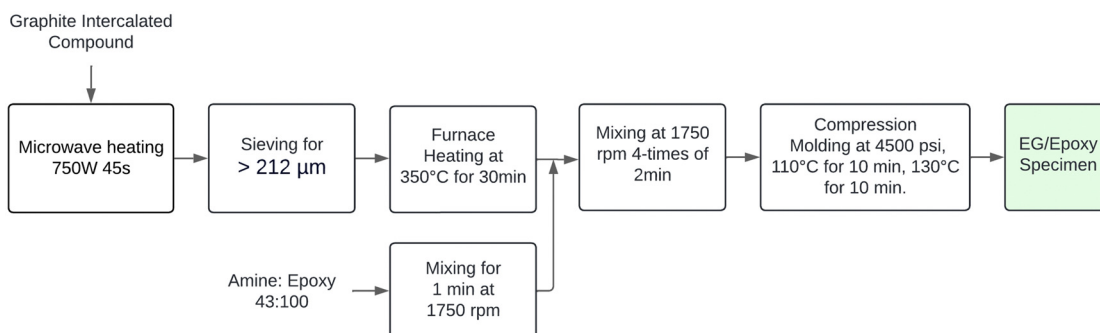 Graphite Intercalated
Compound
Microwave heating
750W 45s
Sieving for
> 212 µm
Furnace
Heating at
350°C for 30min
Mixing at 1750
rpm 4-times of
2min
Compression
Molding at 4500 psi,
110°C for 10 min, 130°C
for 10 min.
EG/Epoxy
Specimen
Amine: Epoxy
43:100
Mixing for
1 min at
1750 rpm